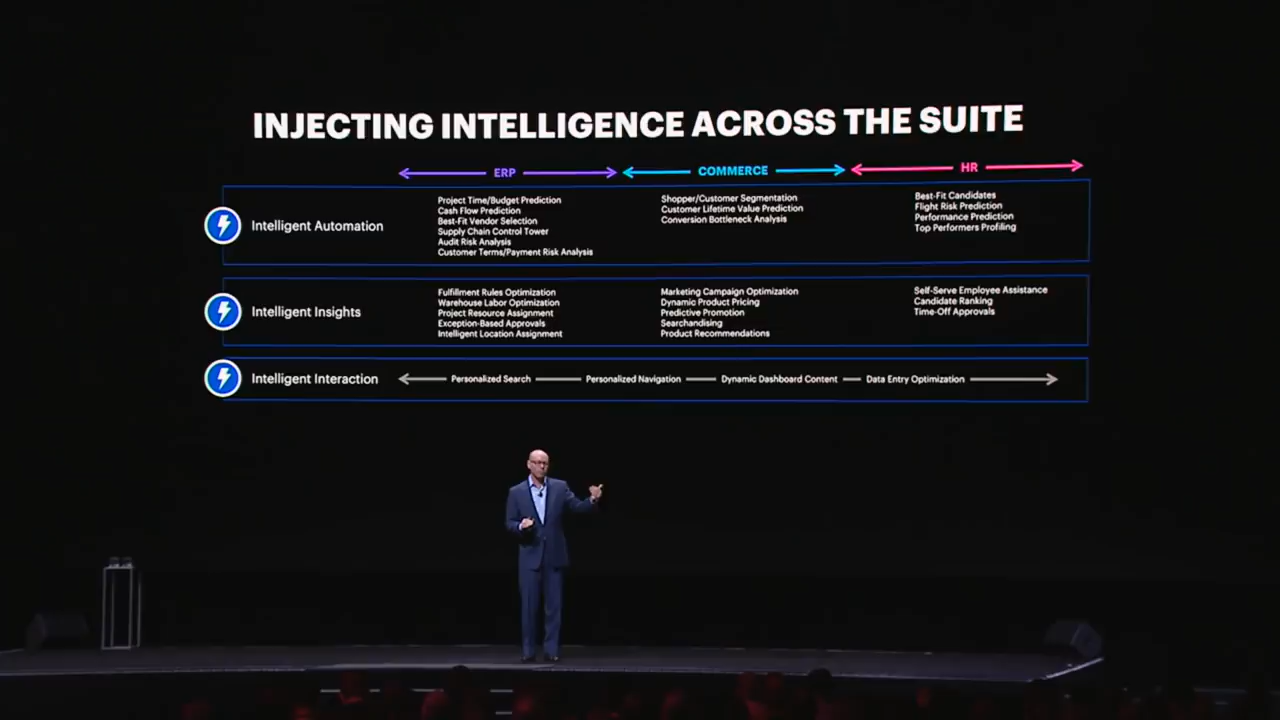 INJECTING INTELLIGENCE ACROSS THE SUITE
ERP
COMMERCE
HR
Intelligent Automation
Project Time/Budget Prediction
Cash Flow Prediction
Best-Fit Vendor Selection
Supply Chain Control Tower
Audit Risk Analysis
Customer Terms/Payment Risk Analysis
Shopper/Customer Segmentation
Customer Lifetime Value Prediction
Conversion Bottleneck Analysis
Best-Fit Candidates
Flight Risk Prediction
Performance Prediction
Top Performers Profiling
Intelligent Insights
Fulfillment Rules Optimization
Warehouse Labor Optimization
Project Resource Assignment
Exception-Based Approvals
Intelligent Location Assignment
Marketing Campaign Optimization
Dynamic Product Pricing
Predictive Promotion
Searchandising
Product Recommendations
Self-Serve Employee Assistance
Candidate Ranking
Time-Off Approvals
Intelligent Interaction
Personalized Search
Personalized Navigation
Dynamic Dashboard Content
Data Entry Optimization